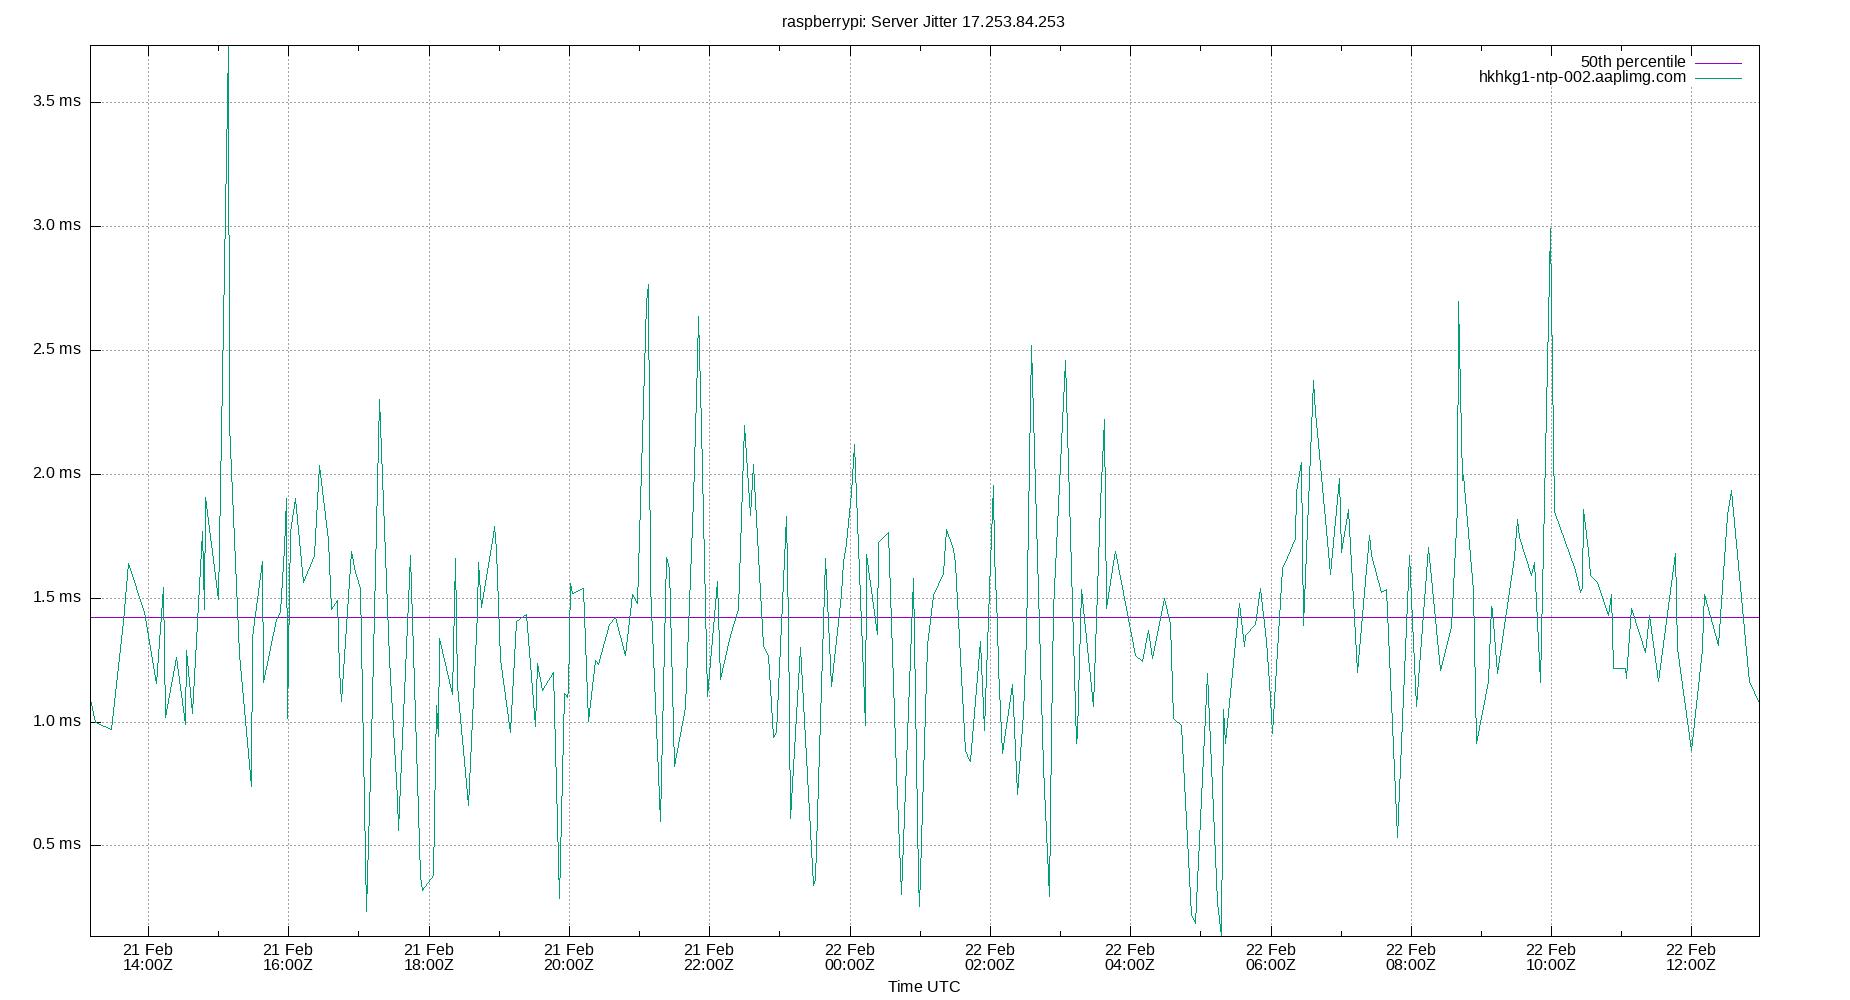 raspberrypi: Server Jitter 17.253.84.253
50th percentile
hkhkg1-ntp-002.aaplimg.com
3.5 ms
3.0 ms
2.5 ms
2.0 ms
1.5 ms
1.0 ms
0.5 ms
21 Feb 21 Feb 21 Feb 21 Feb 21 Feb 22 Feb 22 Feb 22 Feb 22 Feb 22 Feb 22 Feb 22 Feb
14:00Z 16:00Z 18:00Z 20:00Z 22:00Z 00:00Z 02:00Z 04:00Z 06:00Z 08:00Z 10:00Z 12:00Z
Time UTC